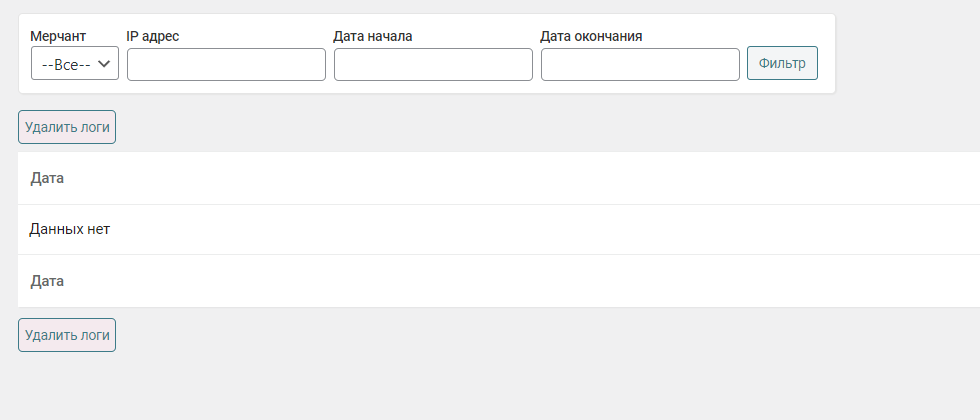 Мерчант IP адрес Дата начала Дата окончания
--Все-- Фильтр
Удалить логи
Дата
Данных нет
Дата
Удалить логи